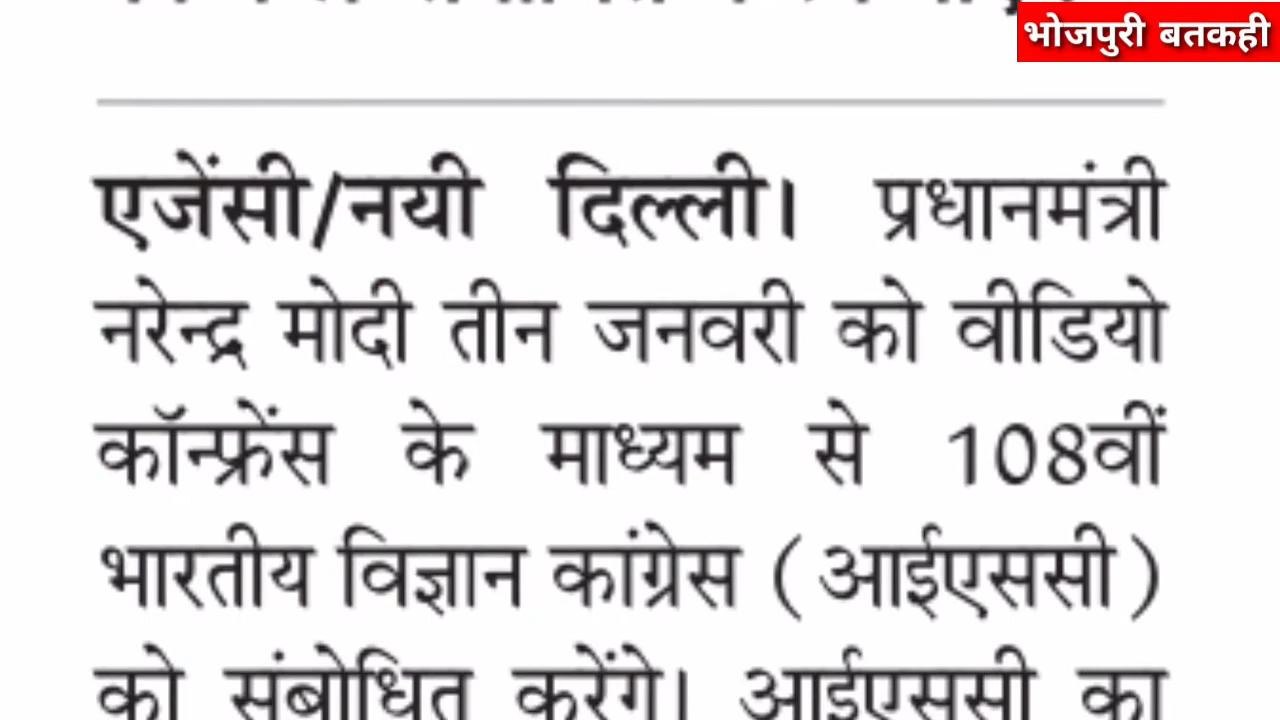 भोजपुरी बतकही
एजेंसी/नयी दिल्ली। प्रधानमंत्री
नरेन्द्र मोदी तीन जनवरी को वीडियो
कॉन्फ्रेंस के माध्यम से 108वीं
भारतीय विज्ञान कांग्रेस (आईएससी)
को संबोधित करेंगे। आईएससी का